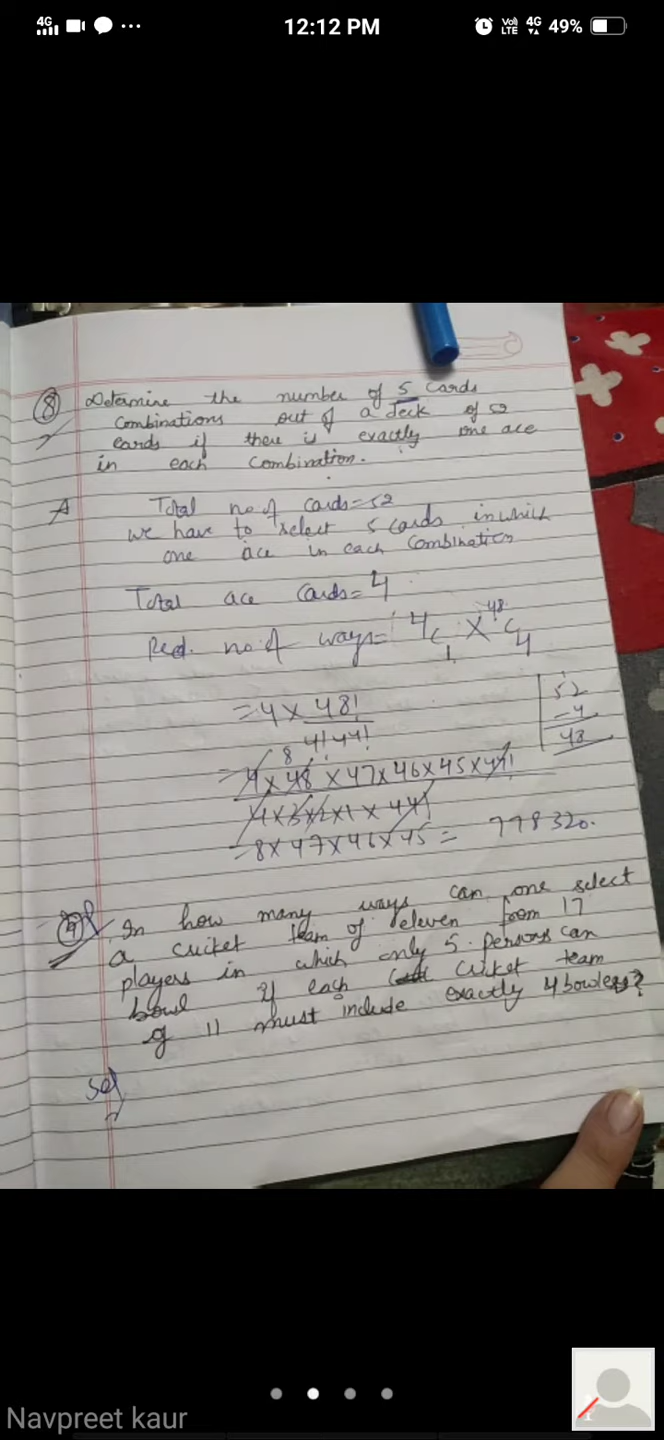 4G
12:12 PM
VoI LTE 4G 49%
8 Determine the number of 5 cards
Combinations out of a deck of 52
cards if there is exactly one ace
in each combination.
A Total no. of cards=52
we have to select 5 cards in which
one ace in each combination
Total ace cards=4
Red. no. of ways= 4C1 × 48C4
52
= 4 × 48!
-4
4! 44!
48
8
= 4 × 48 × 47 × 46 × 45 × 44!
4 × 3 × 2 × 1 × 44!
= 8 × 47 × 46 × 45 = 778320.
9 In how many ways can one select
a cricket team of eleven from 17
players in which only 5 persons can
bowl if each cricket team
of 11 must include exactly 4 bowlers?
Sol
Navpreet kaur